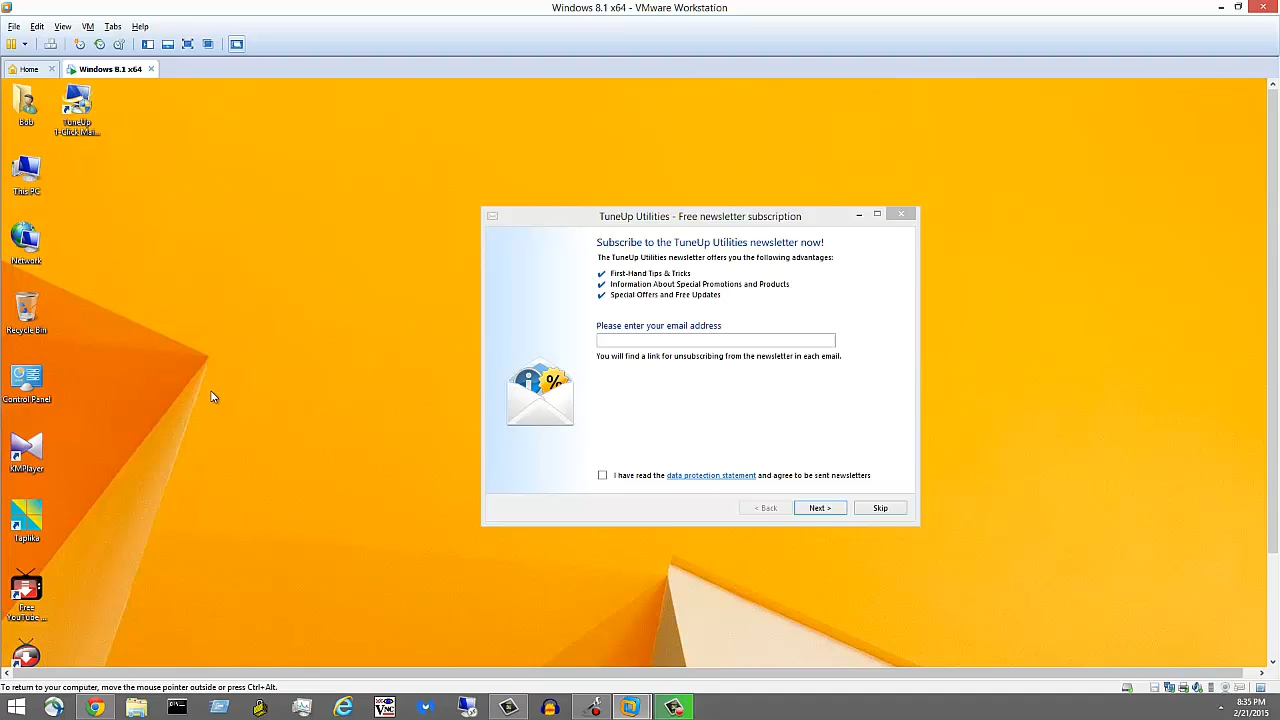 Windows 8.1 x64 - VMware Workstation
File Edit View VM Tabs Help
Home Windows 8.1 x64
Bob
TuneUp
1-Click Mai...
This PC
Network
Recycle Bin
Control Panel
KMPlayer
Taplika
Free
YouTube ...
TuneUp Utilities - Free newsletter subscription
Subscribe to the TuneUp Utilities newsletter now!
The TuneUp Utilities newsletter offers you the following advantages:
First-Hand Tips & Tricks
Information About Special Promotions and Products
Special Offers and Free Updates
Please enter your email address
You will find a link for unsubscribing from the newsletter in each email.
I have read the data protection statement and agree to be sent newsletters
< Back Next > Skip
To return to your computer, move the mouse pointer outside or press Ctrl+Alt.
VNC
8:35 PM
2/21/2015